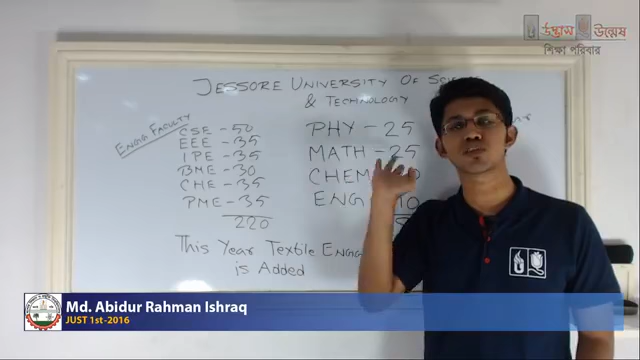 উদ্ভাস উন্মেষ
শিক্ষা পরিবার
JESSORE UNIVERSITY OF SCI
& TECHNOLOGY
ENGG FACULTY
CSE - 50
EEE - 35
IPE - 35
BME - 30
CHE - 35
PME - 35
220
PHY - 25
MATH - 25
CHEM
ENG 10
This Year Textile ENGG
is Added
Md. Abidur Rahman Ishraq
JUST 1st-2016